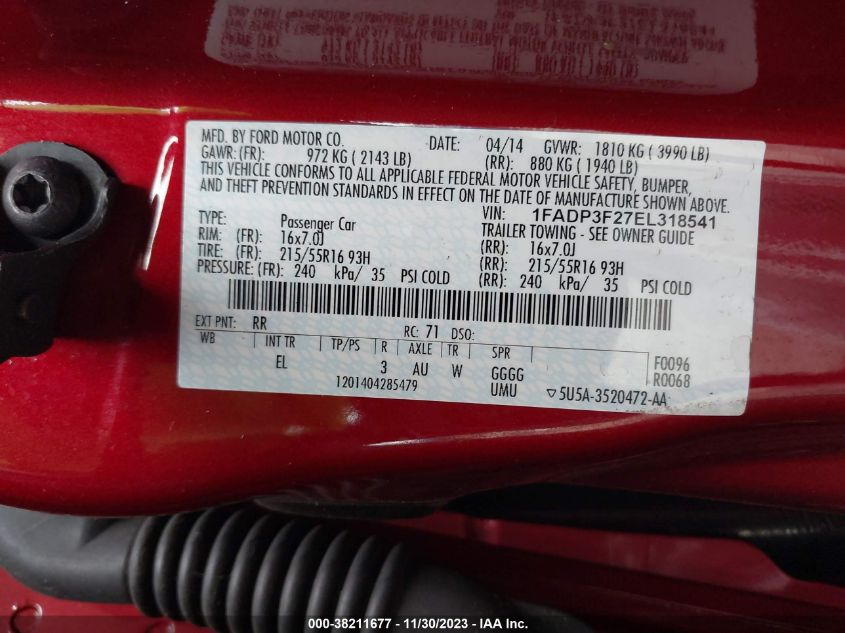 MFD. BY FORD MOTOR CO. DATE: 04/14 GVWR: 1810 KG ( 3990 LB)
GAWR: (FR): 972 KG ( 2143 LB) (RR): 880 KG ( 1940 LB)
THIS VEHICLE CONFORMS TO ALL APPLICABLE FEDERAL MOTOR VEHICLE SAFETY, BUMPER,
AND THEFT PREVENTION STANDARDS IN EFFECT ON THE DATE OF MANUFACTURE SHOWN ABOVE.
VIN: 1FADP3F27EL318541
TYPE: Passenger Car TRAILER TOWING - SEE OWNER GUIDE
RIM: (FR): 16x7.0J (RR): 16x7.0J
TIRE: (FR): 215/55R16 93H (RR): 215/55R16 93H
PRESSURE: (FR): 240 kPa/ 35 PSI COLD (RR): 240 kPa/ 35 PSI COLD
EXT PNT: RR RC: 71 DSO:
WB INT TR TP/PS R AXLE TR SPR
EL 3 AU W GGGG F0096
1201404285479 UMU ▽5U5A-3520472-AA R0068
000-38211677 - 11/30/2023 - IAA Inc.